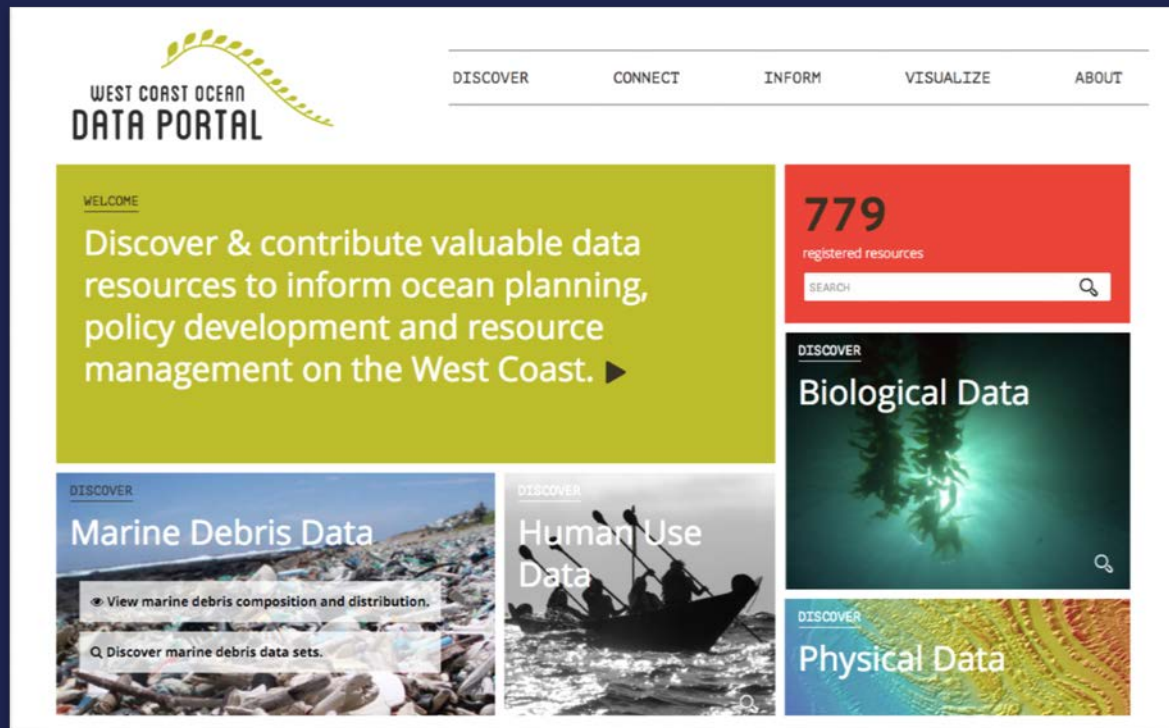 WEST COAST OCEAN
DATA PORTAL
DISCOVER CONNECT INFORM VISUALIZE ABOUT
WELCOME
Discover & contribute valuable data
resources to inform ocean planning,
policy development and resource
management on the West Coast.
779
registered resources
SEARCH
DISCOVER
Biological Data
DISCOVER
Marine Debris Data
View marine debris composition and distribution.
Discover marine debris data sets.
DISCOVER
Human Use
Data
DISCOVER
Physical Data